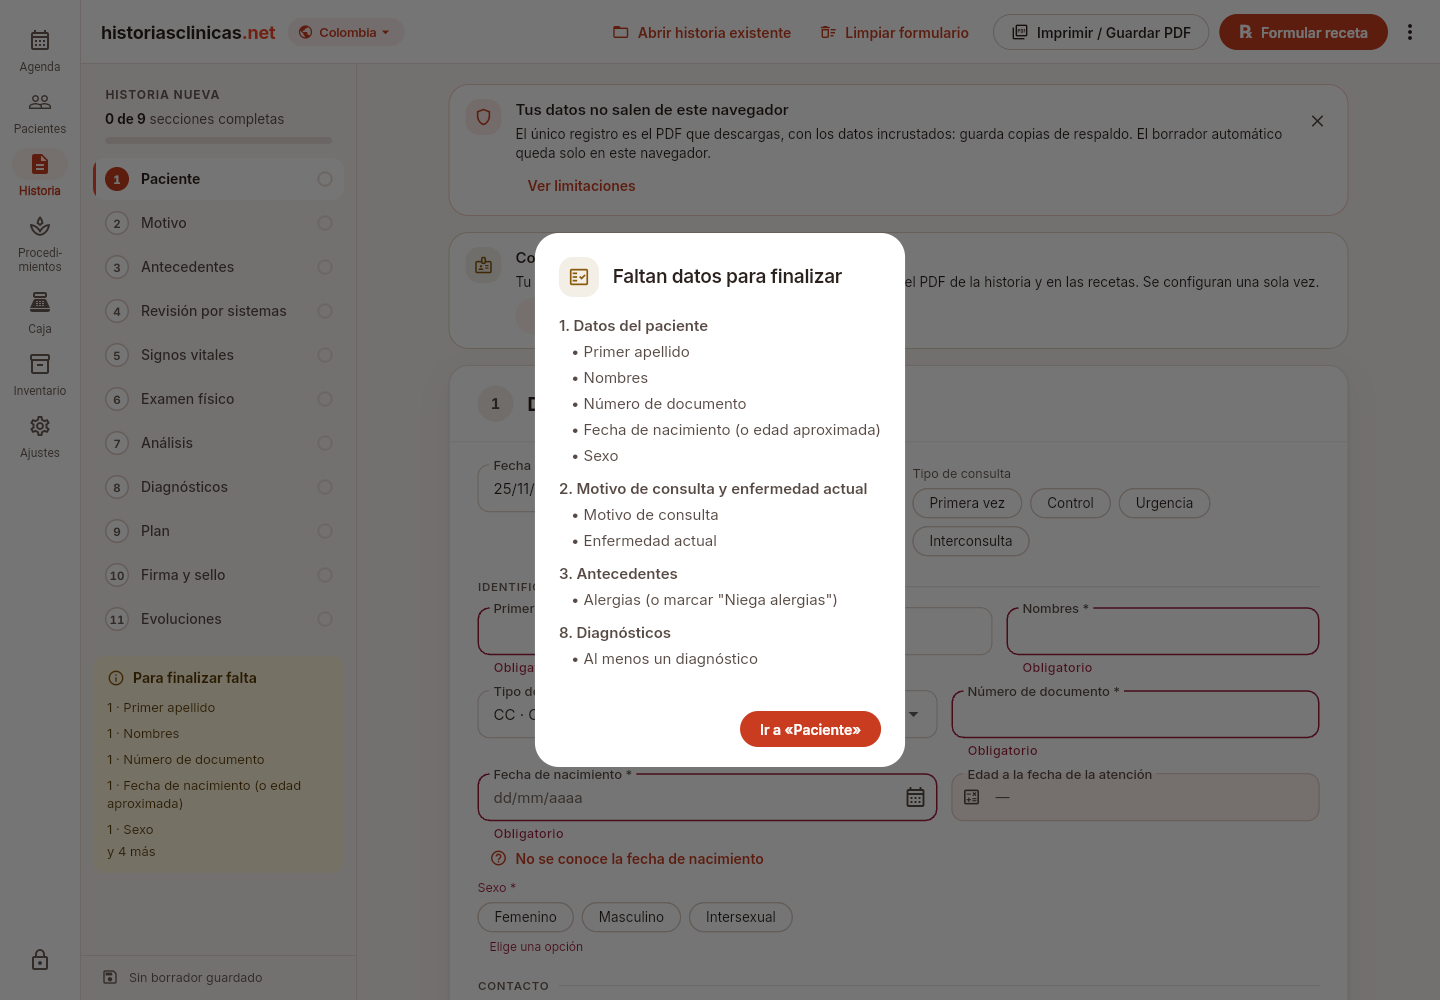 historiasclinicas.net
Colombia
Abrir historia existente
Limpiar formulario
Imprimir / Guardar PDF
Formular receta
Agenda
Pacientes
Historia
Procedi-
mientos
Caja
Inventario
Ajustes
HISTORIA NUEVA
0 de 9 secciones completas
1 Paciente
2 Motivo
3 Antecedentes
4 Revisión por sistemas
5 Signos vitales
6 Examen físico
7 Análisis
8 Diagnósticos
9 Plan
10 Firma y sello
11 Evoluciones
Para finalizar falta
1 · Primer apellido
1 · Nombres
1 · Número de documento
1 · Fecha de nacimiento (o edad
aproximada)
1 · Sexo
y 4 más
Sin borrador guardado
Tus datos no salen de este navegador
El único registro es el PDF que descargas, con los datos incrustados: guarda copias de respaldo. El borrador automático
queda solo en este navegador.
Ver limitaciones
Co
Tu
el PDF de la historia y en las recetas. Se configuran una sola vez.
Faltan datos para finalizar
1. Datos del paciente
• Primer apellido
• Nombres
• Número de documento
• Fecha de nacimiento (o edad aproximada)
• Sexo
2. Motivo de consulta y enfermedad actual
• Motivo de consulta
• Enfermedad actual
3. Antecedentes
• Alergias (o marcar "Niega alergias")
8. Diagnósticos
• Al menos un diagnóstico
Ir a «Paciente»
1
Fecha
25/11/
Tipo de consulta
Primera vez
Control
Urgencia
Interconsulta
IDENTIFI
Primer
Obliga
Nombres *
Obligatorio
Tipo de
CC · C
Número de documento *
Obligatorio
Fecha de nacimiento *
dd/mm/aaaa
Obligatorio
Edad a la fecha de la atención
—
No se conoce la fecha de nacimiento
Sexo *
Femenino
Masculino
Intersexual
Elige una opción
CONTACTO